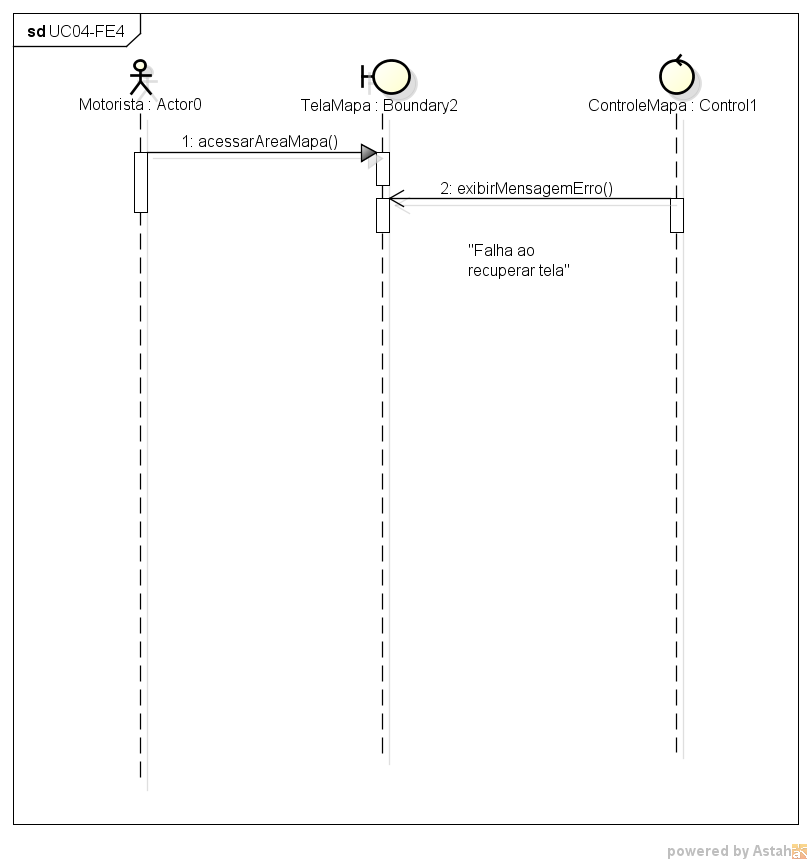 sd UC04-FE4
Motorista : Actor0
TelaMapa : Boundary2
ControleMapa : Control1
1: acessarAreaMapa()
2: exibirMensagemErro()
"Falha ao
recuperar tela"
powered by Astah